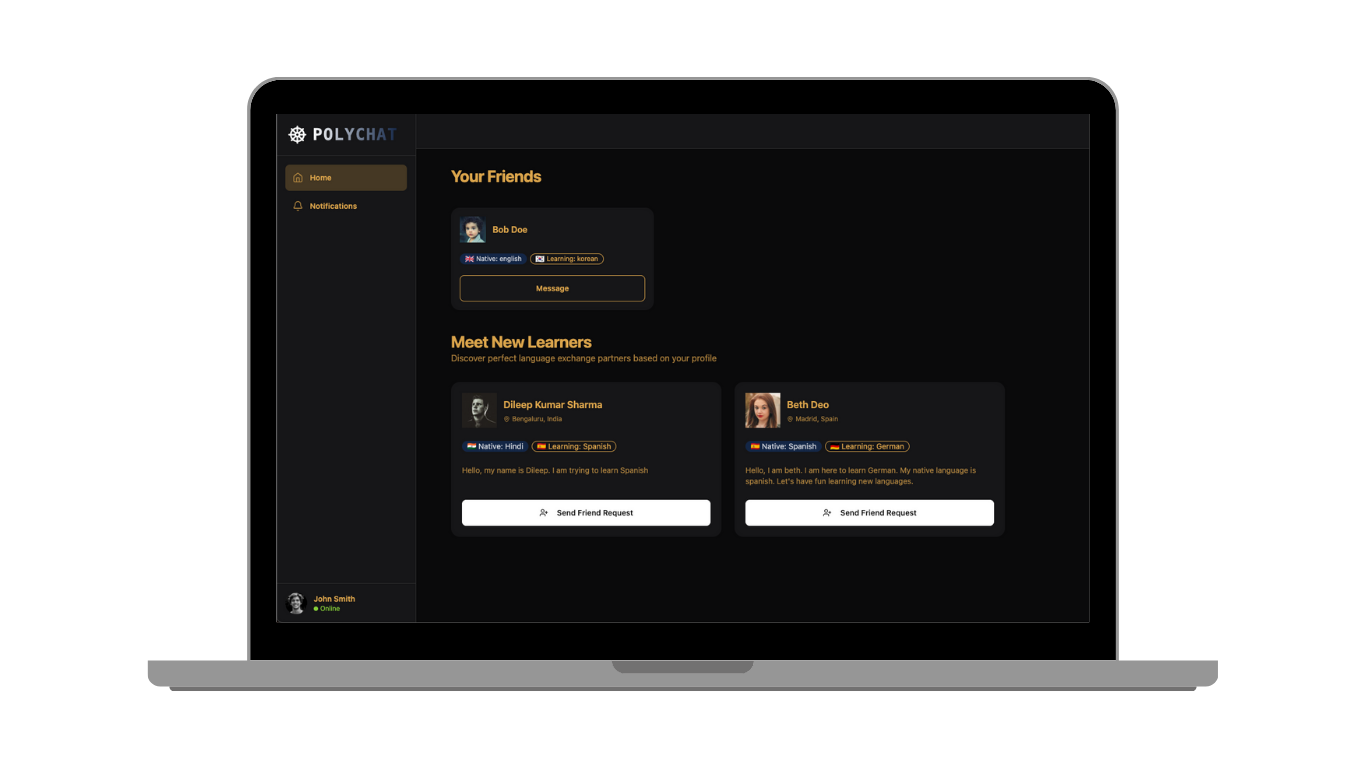 POLYCHAT
Home
Notifications
Your Friends
Bob Doe
Native: english
Learning: korean
Message
Meet New Learners
Discover perfect language exchange partners based on your profile
Dileep Kumar Sharma
Bengaluru, India
Native: Hindi
Learning: Spanish
Hello, my name is Dileep. I am trying to learn Spanish
Send Friend Request
Beth Deo
Madrid, Spain
Native: Spanish
Learning: German
Hello, I am beth. I am here to learn German. My native language is
spanish. Let's have fun learning new languages.
Send Friend Request
John Smith
Online